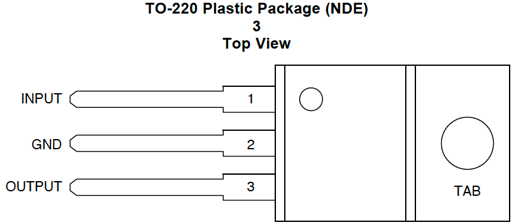 TO-220 Plastic Package (NDE)
3
Top View
INPUT 1
GND 2
OUTPUT 3
TAB